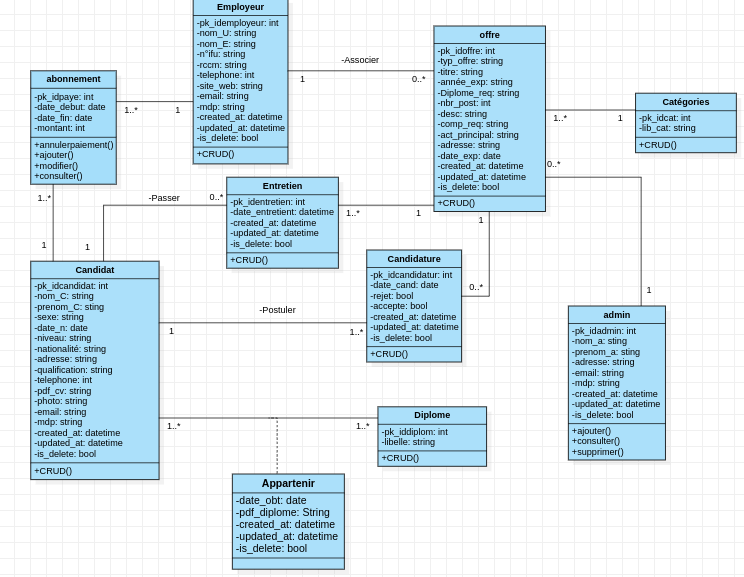 Employeur
-pk_idemployeur: int
-nom_U: string
-nom_E: string
-n°ifu: string
-rccm: string
-telephone: int
-site_web: string
-email: string
-mdp: string
-created_at: datetime
-updated_at: datetime
-is_delete: bool
+CRUD()
-Associer
1
0..*
offre
-pk_idoffre: int
-typ_offre: string
-titre: string
-année_exp: string
-Diplome_req: string
-nbr_post: int
-desc: string
-comp_req: string
-act_principal: string
-adresse: string
-date_exp: date
-created_at: datetime
-updated_at: datetime
-is_delete: bool
+CRUD()
abonnement
-pk_idpaye: int
-date_debut: date
-date_fin: date
-montant: int
+annulerpaiement()
+ajouter()
+modifier()
+consulter()
1..*
1
Catégories
-pk_idcat: int
-lib_cat: string
+CRUD()
1..*
1
0..*
1
1..*
1
-Passer
0..*
1
Entretien
-pk_identretien: int
-date_entretient: datetime
-created_at: datetime
-updated_at: datetime
-is_delete: bool
+CRUD()
1..*
1
1
0..*
Candidature
-pk_idcandidatur: int
-date_cand: date
-rejet: bool
-accepte: bool
-created_at: datetime
-updated_at: datetime
-is_delete: bool
+CRUD()
Candidat
-pk_idcandidat: int
-nom_C: string
-prenom_C: sting
-sexe: string
-date_n: date
-niveau: string
-nationalité: string
-adresse: string
-qualification: string
-telephone: int
-pdf_cv: string
-photo: string
-email: string
-mdp: string
-created_at: datetime
-updated_at: datetime
-is_delete: bool
+CRUD()
-Postuler
1
1..*
admin
-pk_idadmin: int
-nom_a: string
-prenom_a: sting
-adresse: string
-email: string
-mdp: string
-created_at: datetime
-updated_at: datetime
-is_delete: bool
+ajouter()
+consulter()
+supprimer()
1..*
1..*
Diplome
-pk_iddiplom: int
-libelle: string
+CRUD()
Appartenir
-date_obt: date
-pdf_diplome: String
-created_at: datetime
-updated_at: datetime
-is_delete: bool